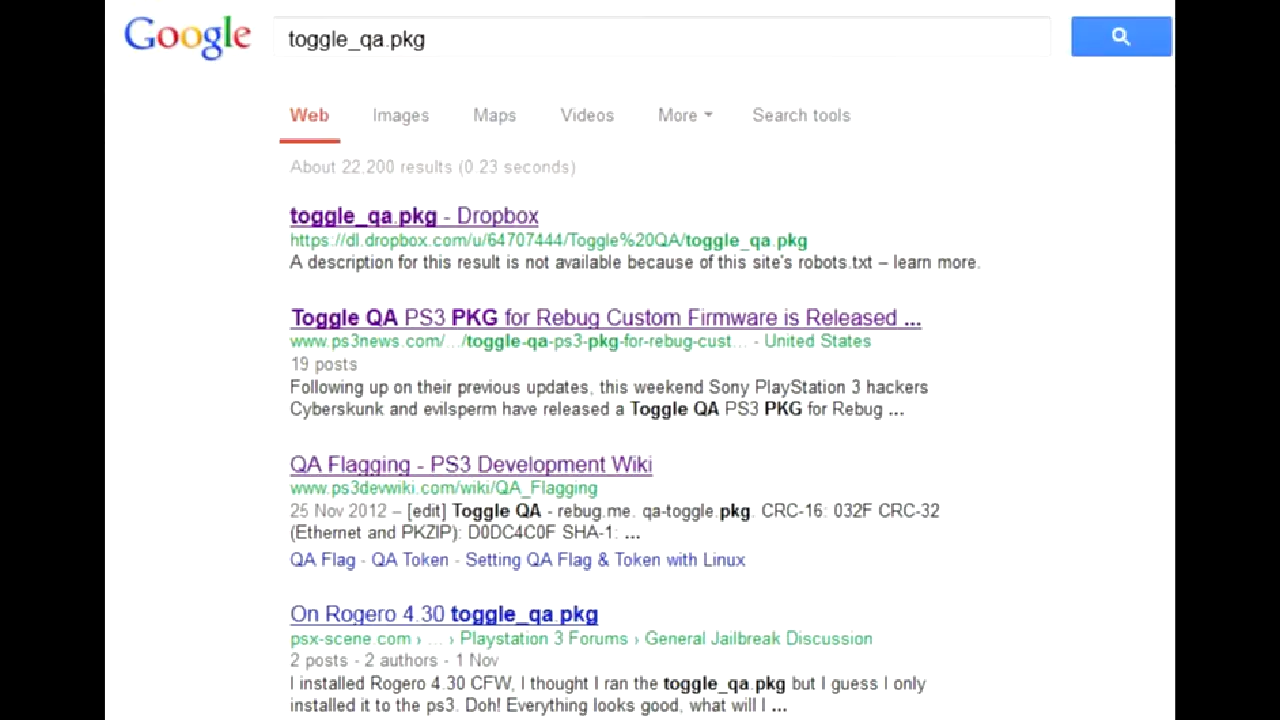 Google
toggle_qa.pkg
Web Images Maps Videos More Search tools
About 22,200 results (0.23 seconds)
toggle_qa.pkg - Dropbox
https://dl.dropbox.com/u/64707444/Toggle%20QA/toggle_qa.pkg
A description for this result is not available because of this site's robots.txt – learn more.
Toggle QA PS3 PKG for Rebug Custom Firmware is Released ...
www.ps3news.com/.../toggle-qa-ps3-pkg-for-rebug-cust... - United States
19 posts
Following up on their previous updates, this weekend Sony PlayStation 3 hackers
Cyberskunk and evilsperm have released a Toggle QA PS3 PKG for Rebug ...
QA Flagging - PS3 Development Wiki
www.ps3devwiki.com/wiki/QA_Flagging
25 Nov 2012 – [edit] Toggle QA - rebug.me. qa-toggle.pkg. CRC-16: 032F CRC-32
(Ethernet and PKZIP): D0DC4C0F SHA-1: ...
QA Flag - QA Token - Setting QA Flag & Token with Linux
On Rogero 4.30 toggle_qa.pkg
psx-scene.com › ... › Playstation 3 Forums › General Jailbreak Discussion
2 posts - 2 authors - 1 Nov
I installed Rogero 4.30 CFW, I thought I ran the toggle_qa.pkg but I guess I only
installed it to the ps3. Doh! Everything looks good, what will I ...